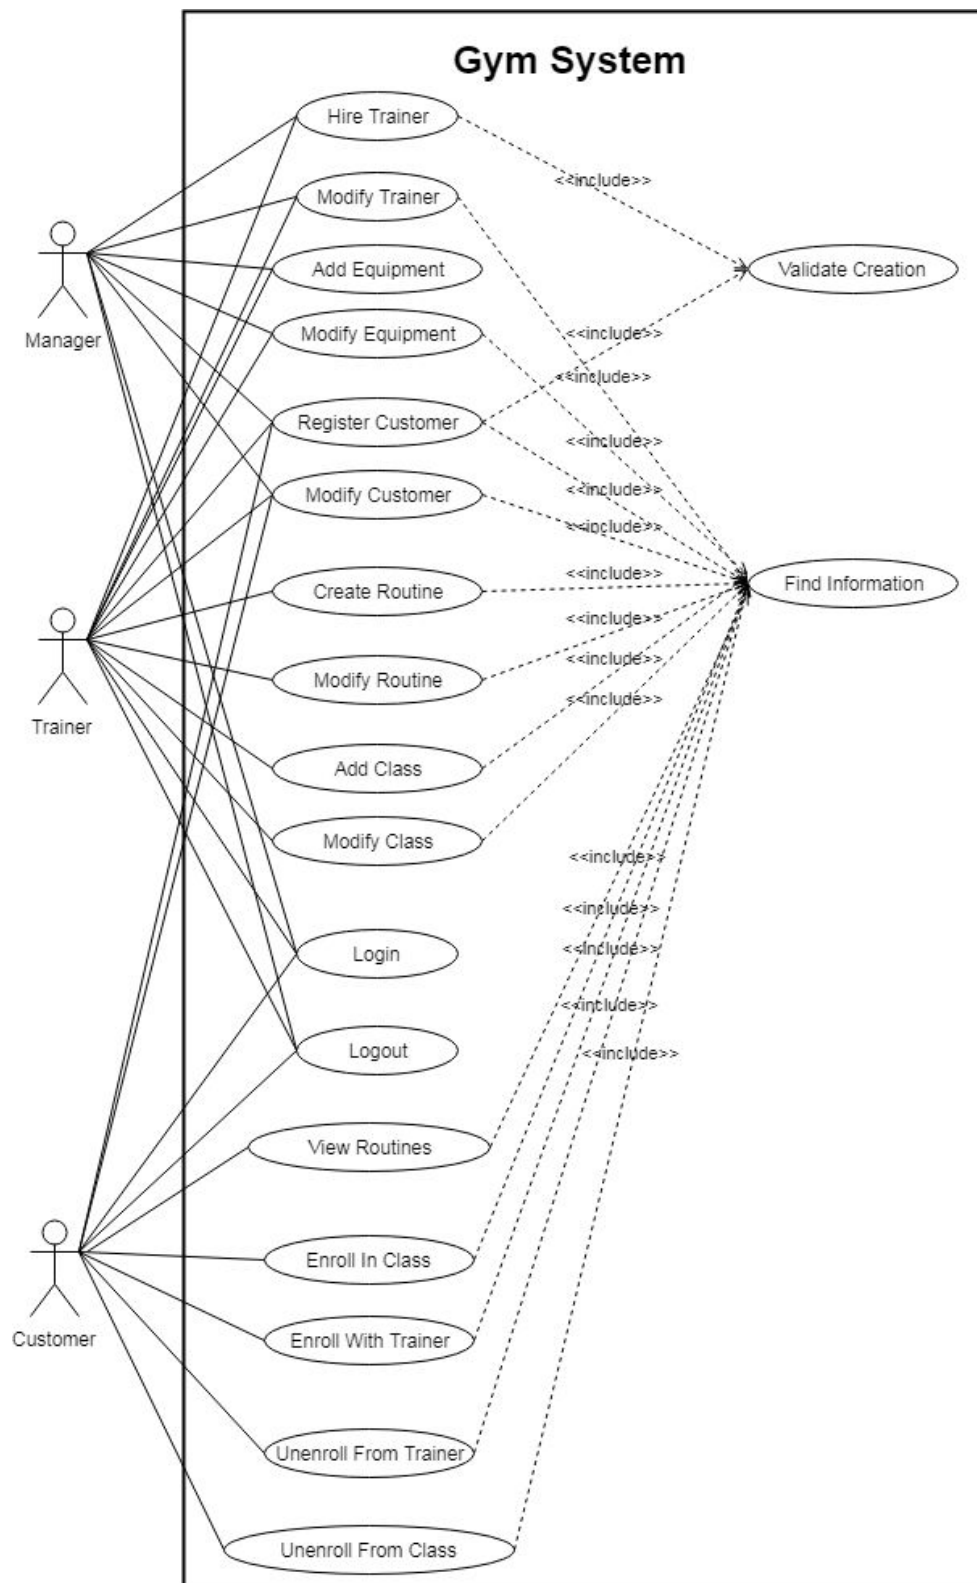 Gym System
Hire Trainer
<<include>>
Modify Trainer
Manager
Add Equipment
Validate Creation
Modify Equipment
<<include>>
<<include>>
Register Customer
<<include>>
Modify Customer
<<include>>
<<include>>
Create Routine
<<include>>
Find Information
Trainer
<<include>>
Modify Routine
<<include>>
<<include>>
Add Class
Modify Class
<<include>>
<<include>>
Login
<<include>>
<<include>>
Logout
<<include>>
View Routines
Customer
Enroll In Class
Enroll With Trainer
Unenroll From Trainer
Unenroll From Class